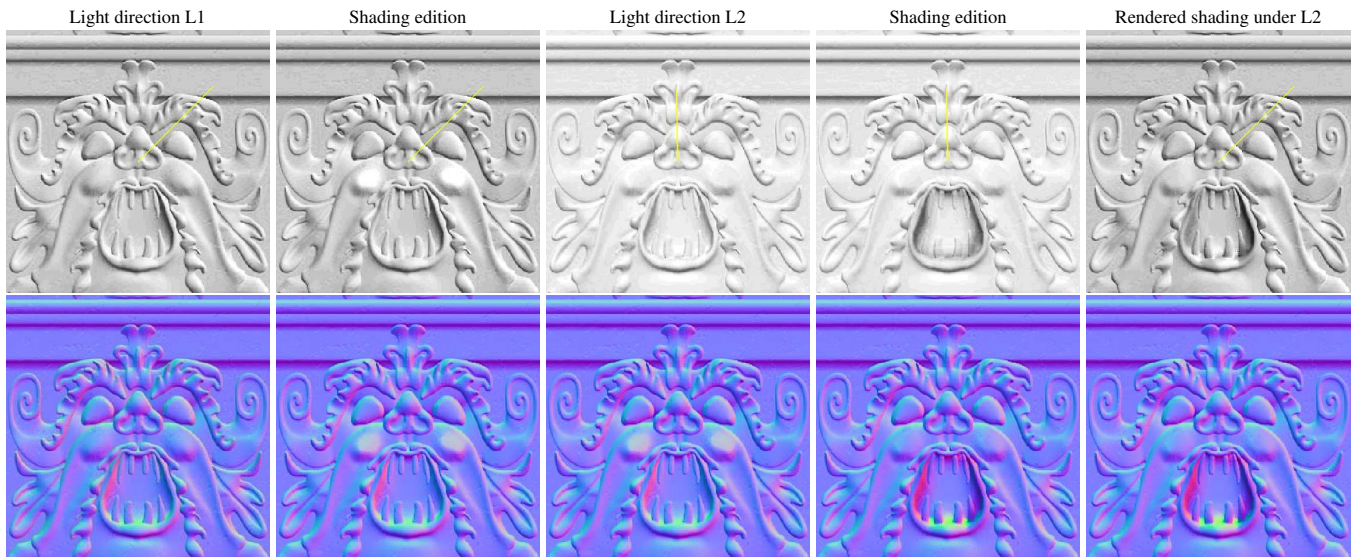 Light direction L1
Shading edition
Light direction L2
Shading edition
Rendered shading under L2